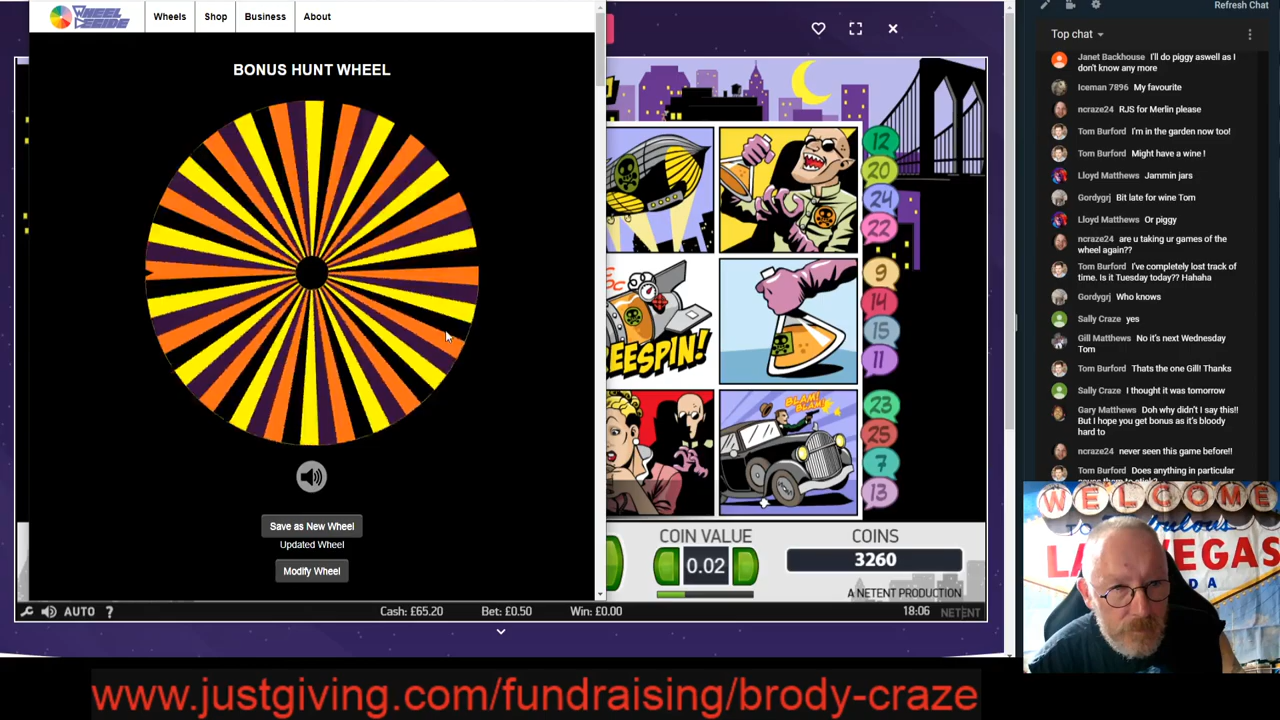 WHEEL DECIDE
Wheels
Shop
Business
About
BONUS HUNT WHEEL
Save as New Wheel
Updated Wheel
Modify Wheel
EESPIN!
BLAM!
BLAM!
12
20
24
22
9
14
15
11
23
25
7
13
COIN VALUE
0.02
COINS
3260
A NETENT PRODUCTION
AUTO
?
Cash: £65.20
Bet: £0.50
Win: £0.00
18:06
NETENT
www.justgiving.com/fundraising/brody-craze
Refresh Chat
Top chat
Janet Backhouse I'll do piggy aswell as I
don't know any more
Iceman 7896 My favourite
ncraze24 RJS for Merlin please
Tom Burford I'm in the garden now too!
Tom Burford Might have a wine !
Lloyd Matthews Jammin jars
Gordygrj Bit late for wine Tom
Lloyd Matthews Or piggy
ncraze24 are u taking ur games of the
wheel again??
Tom Burford I've completely lost track of
time. Is it Tuesday today?? Hahaha
Gordygrj Who knows
Sally Craze yes
Gill Matthews No it's next Wednesday
Tom
Tom Burford Thats the one Gill! Thanks
Sally Craze I thought it was tomorrow
Gary Matthews Doh why didn't I say this!!
But I hope you get bonus as it's bloody
hard to
ncraze24 never seen this game before!!
Tom Burford Does anything in particular
WELCOME
TO Fabulous
LAS VEGAS